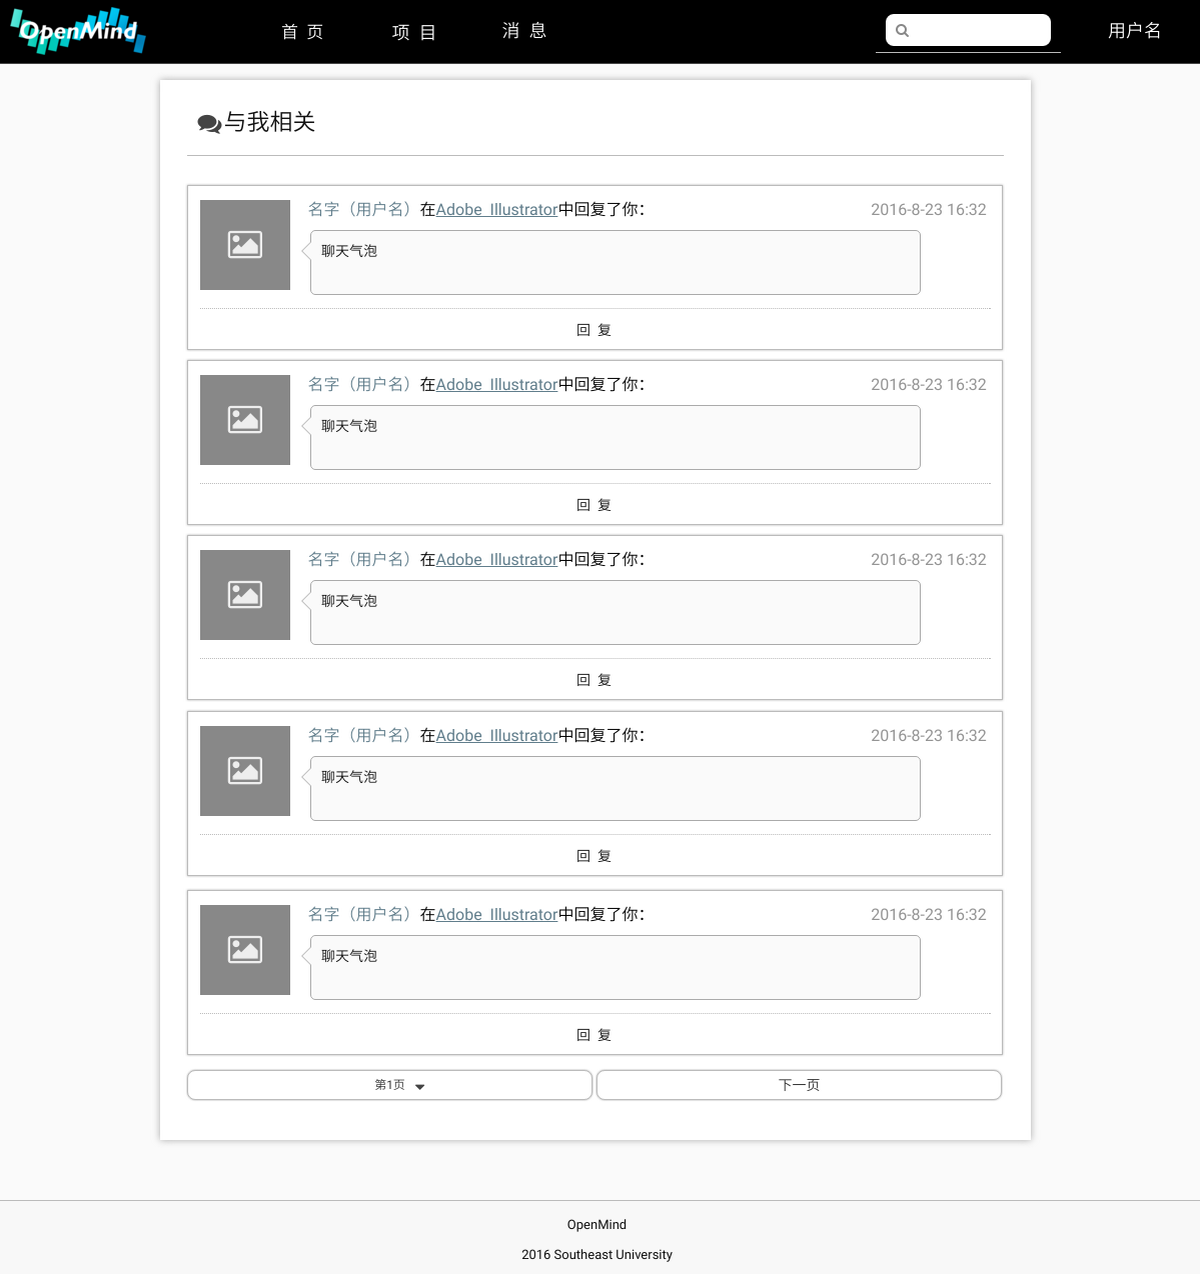 OpenMind
首 页
项 目
消 息
用户名
与我相关
名字（用户名）在Adobe Illustrator中回复了你：
2016-8-23 16:32
聊天气泡
回 复
名字（用户名）在Adobe Illustrator中回复了你：
2016-8-23 16:32
聊天气泡
回 复
名字（用户名）在Adobe Illustrator中回复了你：
2016-8-23 16:32
聊天气泡
回 复
名字（用户名）在Adobe Illustrator中回复了你：
2016-8-23 16:32
聊天气泡
回 复
名字（用户名）在Adobe Illustrator中回复了你：
2016-8-23 16:32
聊天气泡
回 复
第1页
下一页
OpenMind
2016 Southeast University